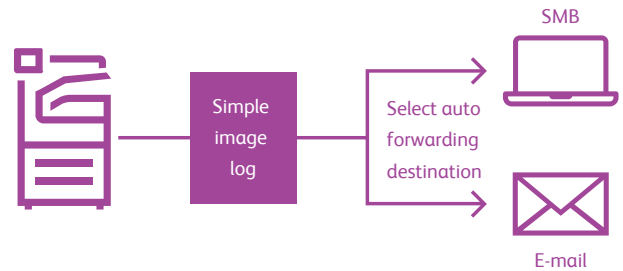 SMB
Simple
image
log
Select auto
forwarding
destination
E-mail